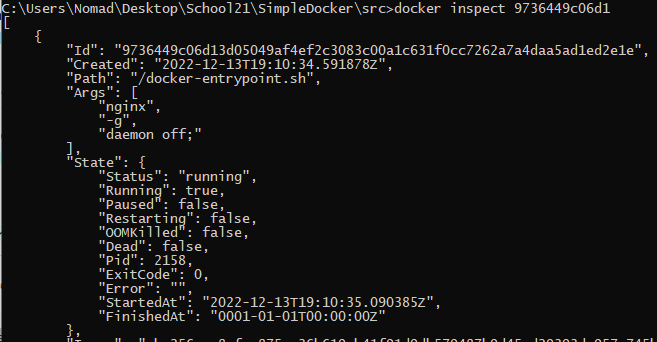 C:\Users\Nomad\Desktop\School21\SimpleDocker\src>docker inspect 9736449c06d1
[
    {
        "Id": "9736449c06d13d05049af4ef2c3083c00a1c631f0cc7262a7a4daa5ad1ed2e1e",
        "Created": "2022-12-13T19:10:34.591878Z",
        "Path": "/docker-entrypoint.sh",
        "Args": [
            "nginx",
            "-g",
            "daemon off;"
        ],
        "State": {
            "Status": "running",
            "Running": true,
            "Paused": false,
            "Restarting": false,
            "OOMKilled": false,
            "Dead": false,
            "Pid": 2158,
            "ExitCode": 0,
            "Error": "",
            "StartedAt": "2022-12-13T19:10:35.090385Z",
            "FinishedAt": "0001-01-01T00:00:00Z"
        },